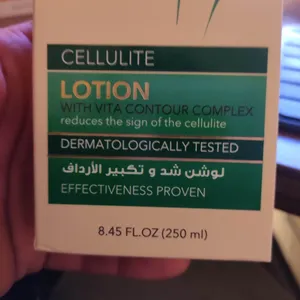 CELLULITE
LOTION
WITH VITA CONTOUR COMPLEX
reduces the sign of the cellulite
DERMATOLOGICALLY TESTED
لوشن شد و تكبير الأرداف
EFFECTIVENESS PROVEN
8.45 FL.OZ (250 ml)